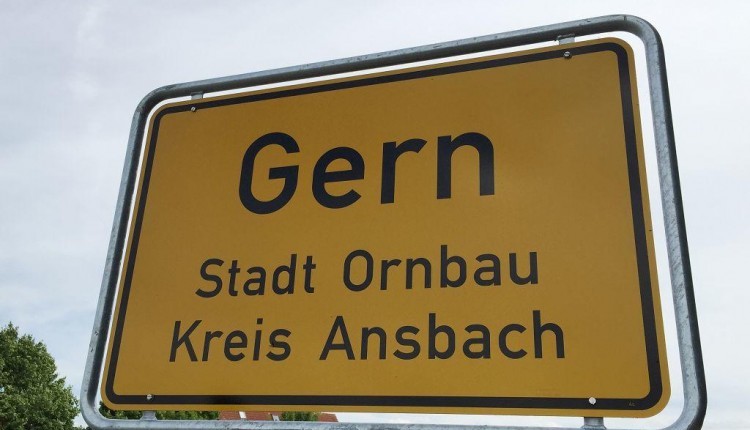 Gern
Stadt Ornbau
Kreis Ansbach